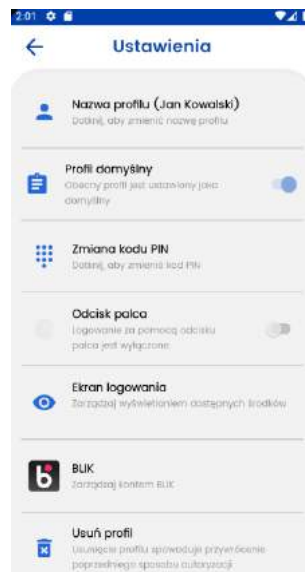 2:01
Ustawienia
Nazwa profilu (Jan Kowalski)
Dotknij, aby zmienić nazwę profilu
Profil domyślny
Obecny profil jest ustawiony jako
domyślny
Zmiana kodu PIN
Dotknij, aby zmienić kod PIN
Odcisk palca
Logowanie za pomocą odcisku
palca jest wyłączone
Ekran logowania
Zarządzaj wyświetlaniem dostępnych środków
BLIK
Zarządzaj kontem BLIK
Usuń profil
Usunięcie profilu spowoduje przywrócenie
poprzedniego sposobu autoryzacji